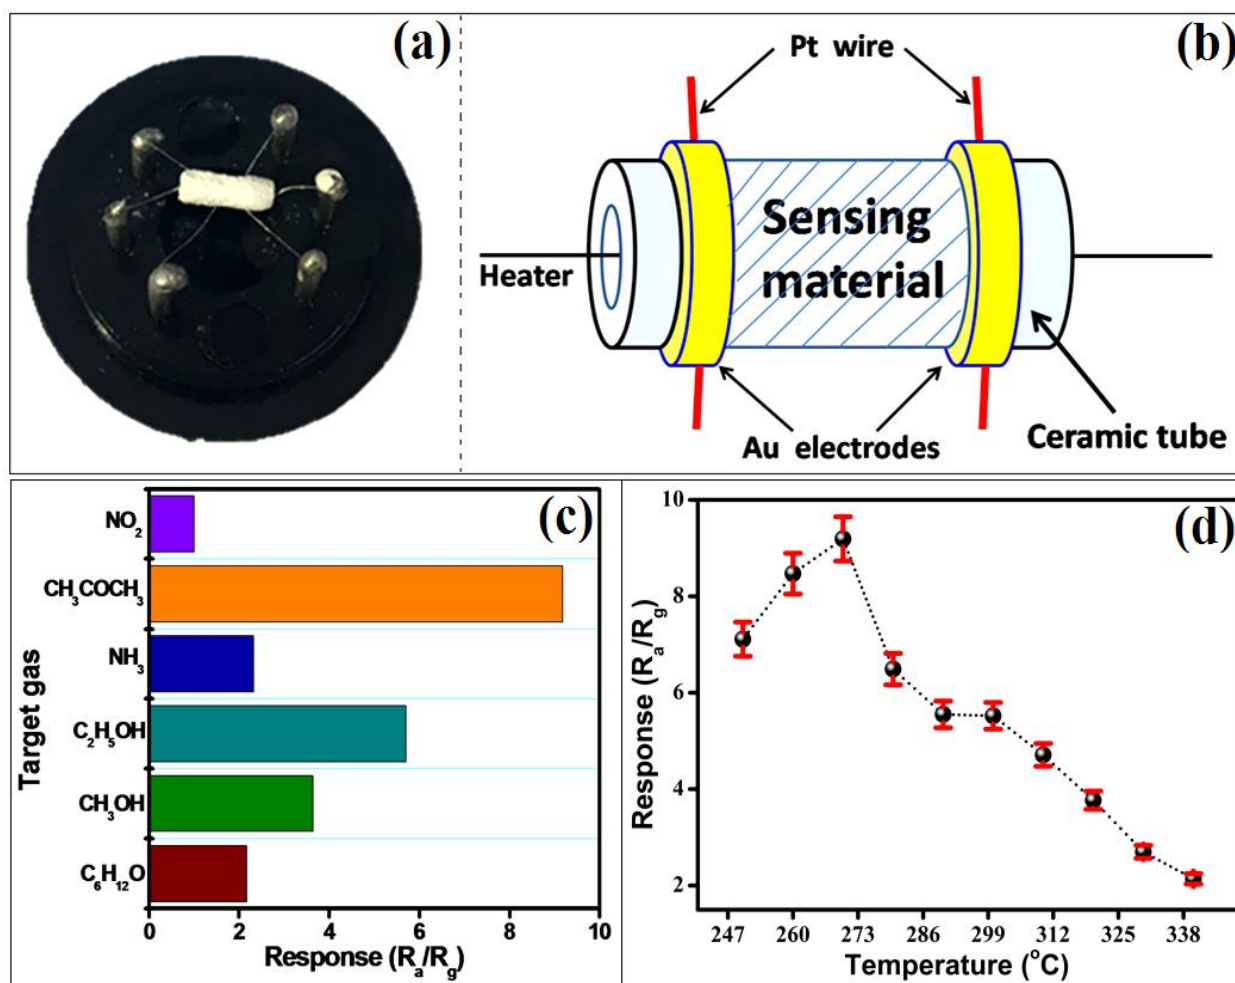 (a)
(b)
Pt wire
Sensing
material
Heater
Au electrodes
Ceramic tube
(c)
Target gas
NO₂
CH₃COCH₃
NH₃
C₂H₅OH
CH₃OH
C₆H₁₂O
0 2 4 6 8 10
Response (Rₐ/R_g)
(d)
Response (Rₐ/R_g)
10
8
6
4
2
247 260 273 286 299 312 325 338
Temperature (°C)